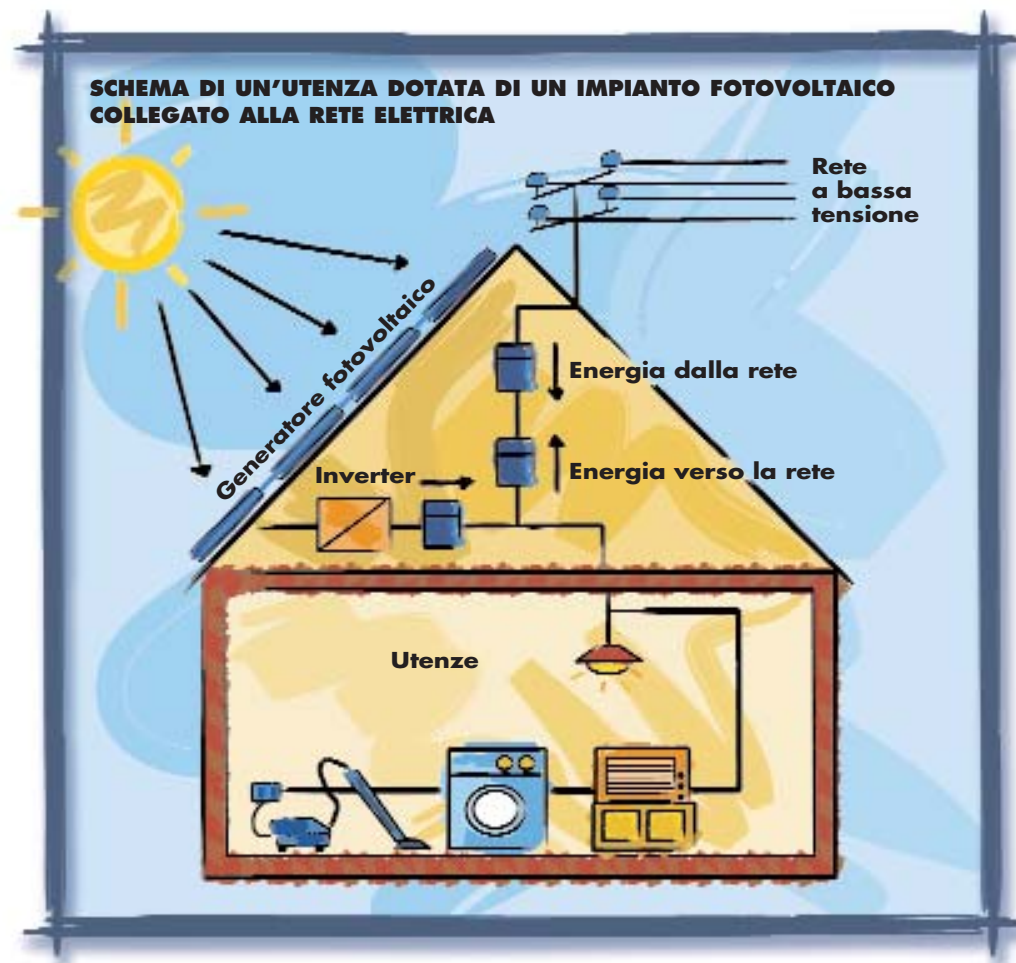 SCHEMA DI UN'UTENZA DOTATA DI UN IMPIANTO FOTOVOLTAICO
COLLEGATO ALLA RETE ELETTRICA
Rete
a bassa
tensione
Generatore fotovoltaico
Energia dalla rete
Inverter
Energia verso la rete
Utenze